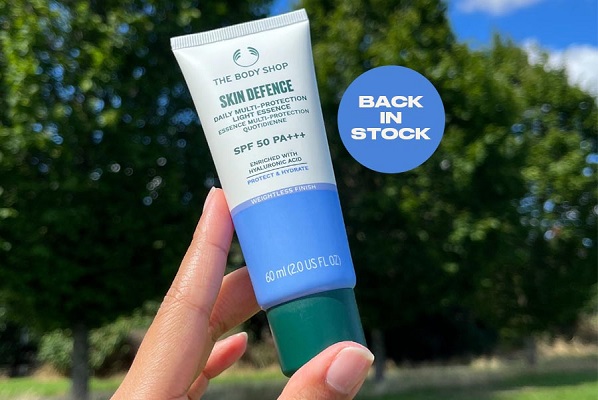 THE BODY SHOP
SKIN DEFENCE
DAILY MULTI-PROTECTION
LIGHT ESSENCE
ESSENCE MULTI-PROTECTION
QUOTIDIENNE
SPF 50 PA+++
ENRICHED WITH
HYALURONIC ACID
PROTECT & HYDRATE
WEIGHTLESS FINISH
60 ml (2.0 US FL OZ)
BACK
IN
STOCK